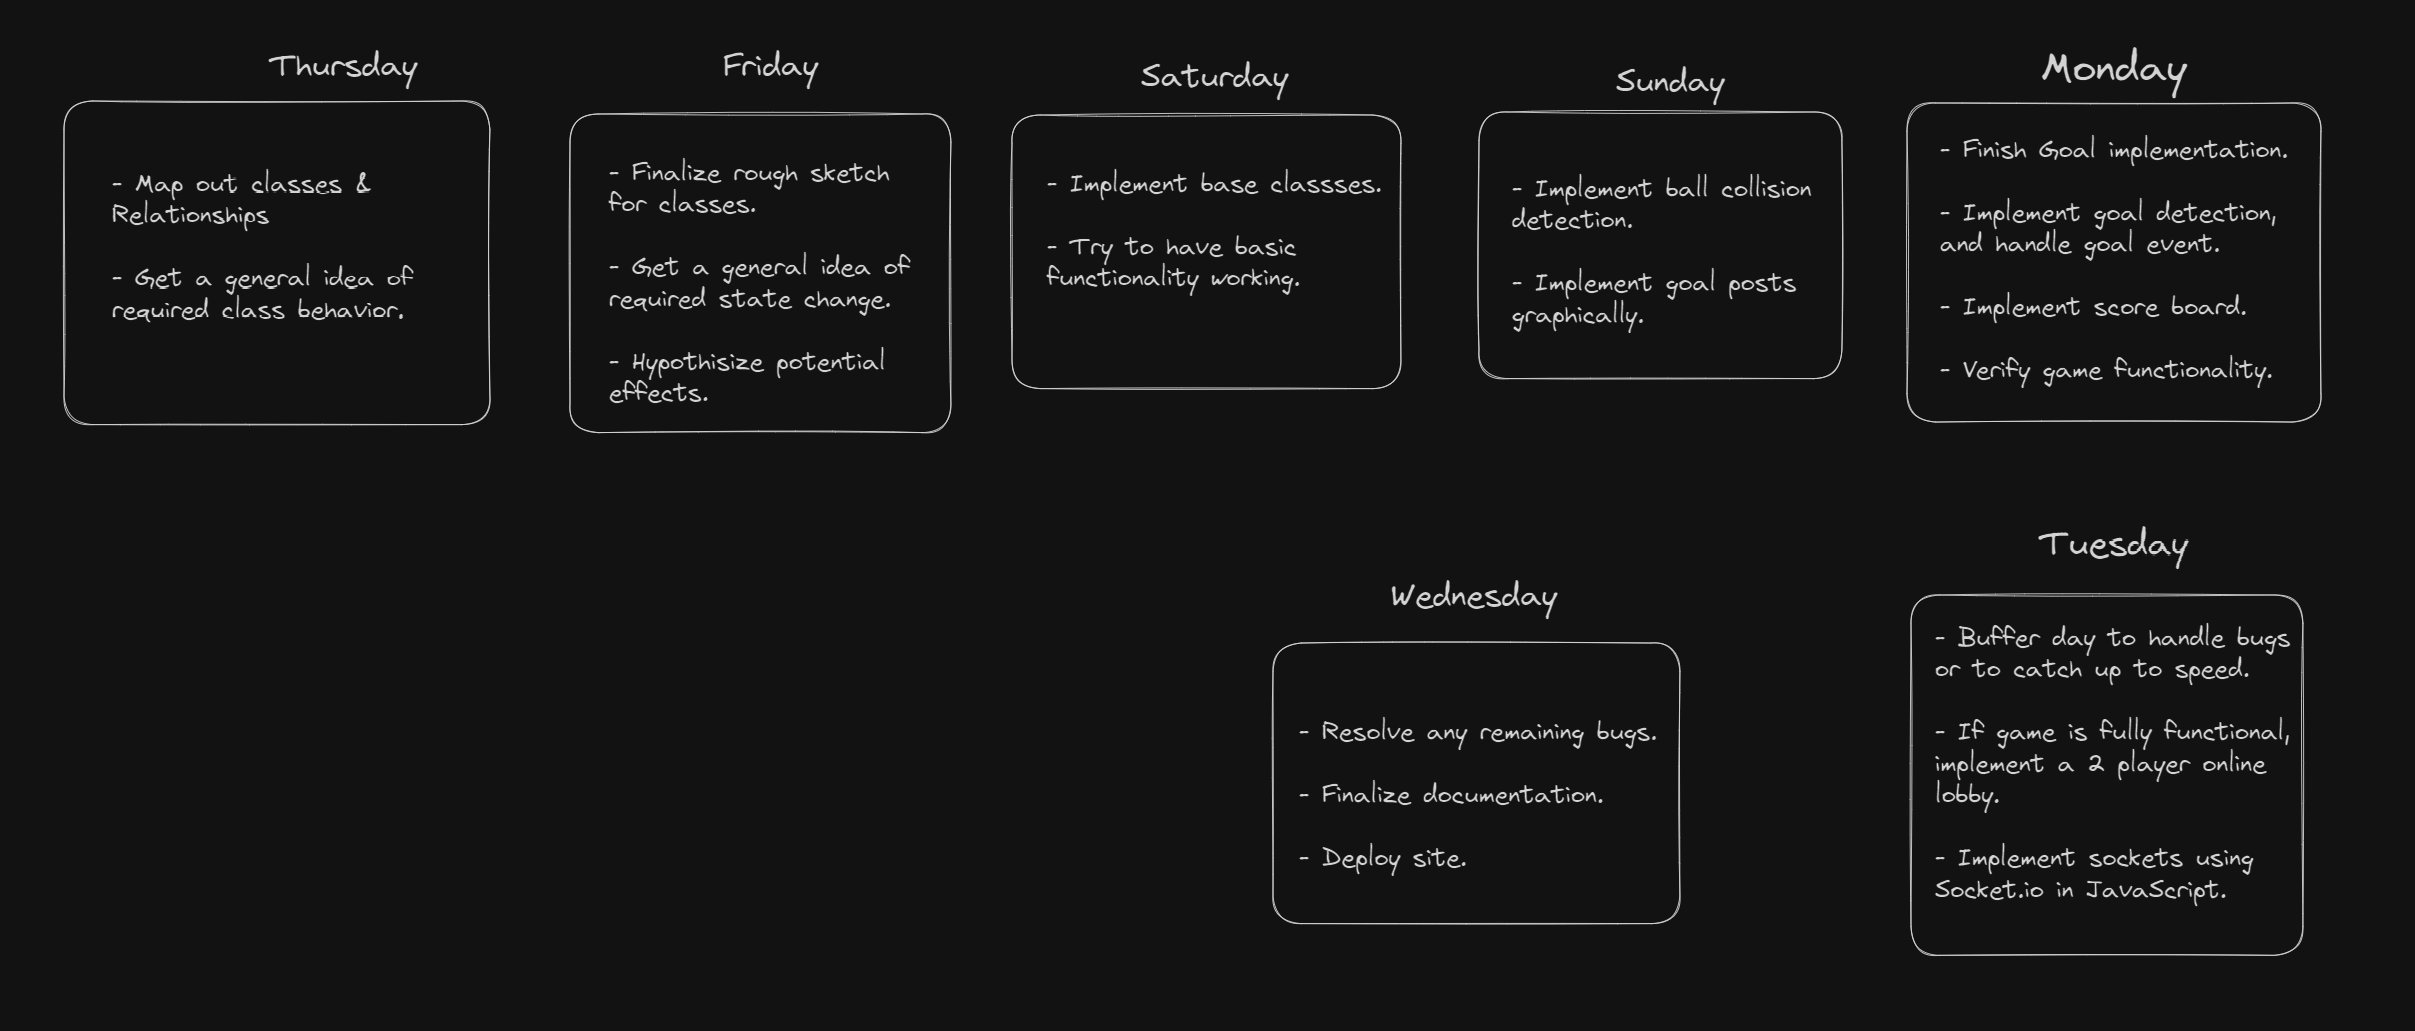 Thursday
- Map out classes &
Relationships
- Get a general idea of
required class behavior.
Friday
- Finalize rough sketch
for classes.
- Get a general idea of
required state change.
- Hypothisize potential
effects.
Saturday
- Implement base classses.
- Try to have basic
functionality working.
Sunday
- Implement ball collision
detection.
- Implement goal posts
graphically.
Monday
- Finish Goal implementation.
- Implement goal detection,
and handle goal event.
- Implement score board.
- Verify game functionality.
Tuesday
- Buffer day to handle bugs
or to catch up to speed.
- If game is fully functional,
implement a 2 player online
lobby.
- Implement sockets using
Socket.io in JavaScript.
Wednesday
- Resolve any remaining bugs.
- Finalize documentation.
- Deploy site.